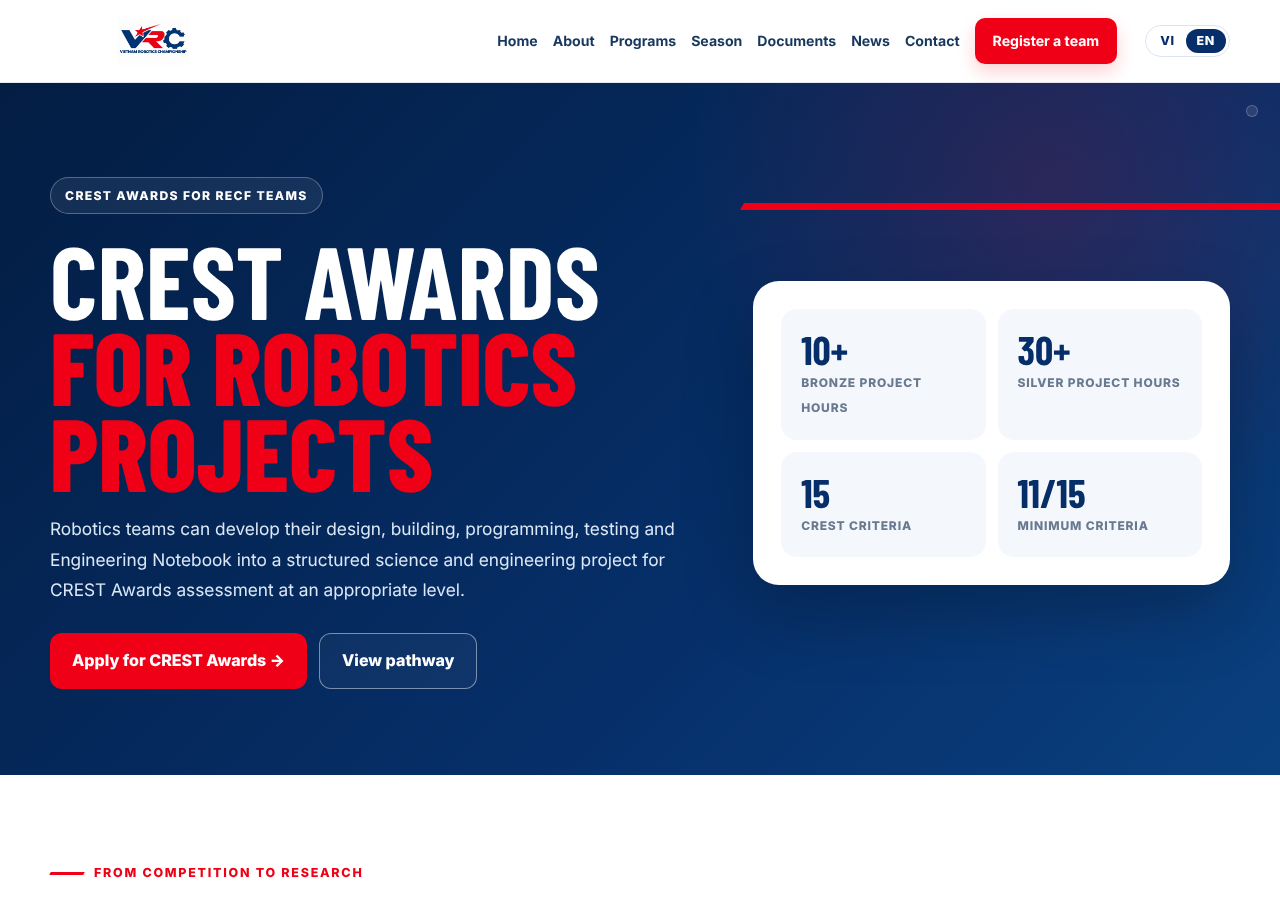 VRC
VIETNAM ROBOTICS CHAMPIONSHIP
Home About Programs Season Documents News Contact Register a team VI EN
CREST AWARDS FOR RECF TEAMS
CREST AWARDS
FOR ROBOTICS
PROJECTS
Robotics teams can develop their design, building, programming, testing and
Engineering Notebook into a structured science and engineering project for
CREST Awards assessment at an appropriate level.
Apply for CREST Awards → View pathway
10+
BRONZE PROJECT
HOURS
30+
SILVER PROJECT HOURS
15
CREST CRITERIA
11/15
MINIMUM CRITERIA
FROM COMPETITION TO RESEARCH